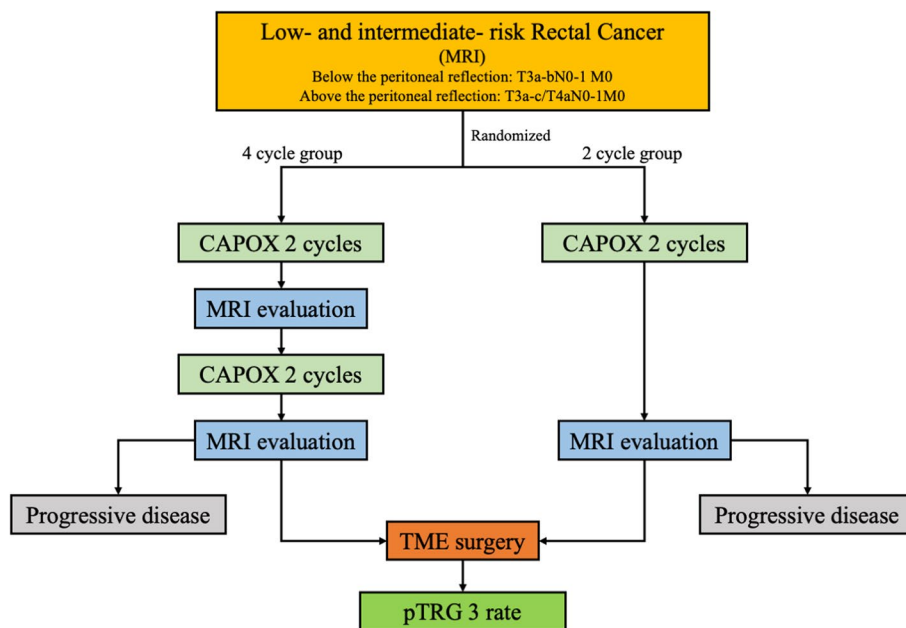 Low- and intermediate- risk Rectal Cancer
(MRI)
Below the peritoneal reflection: T3a-bN0-1 M0
Above the peritoneal reflection: T3a-c/T4aN0-1M0
Randomized
4 cycle group
2 cycle group
CAPOX 2 cycles
CAPOX 2 cycles
MRI evaluation
CAPOX 2 cycles
MRI evaluation
MRI evaluation
Progressive disease
Progressive disease
TME surgery
pTRG 3 rate